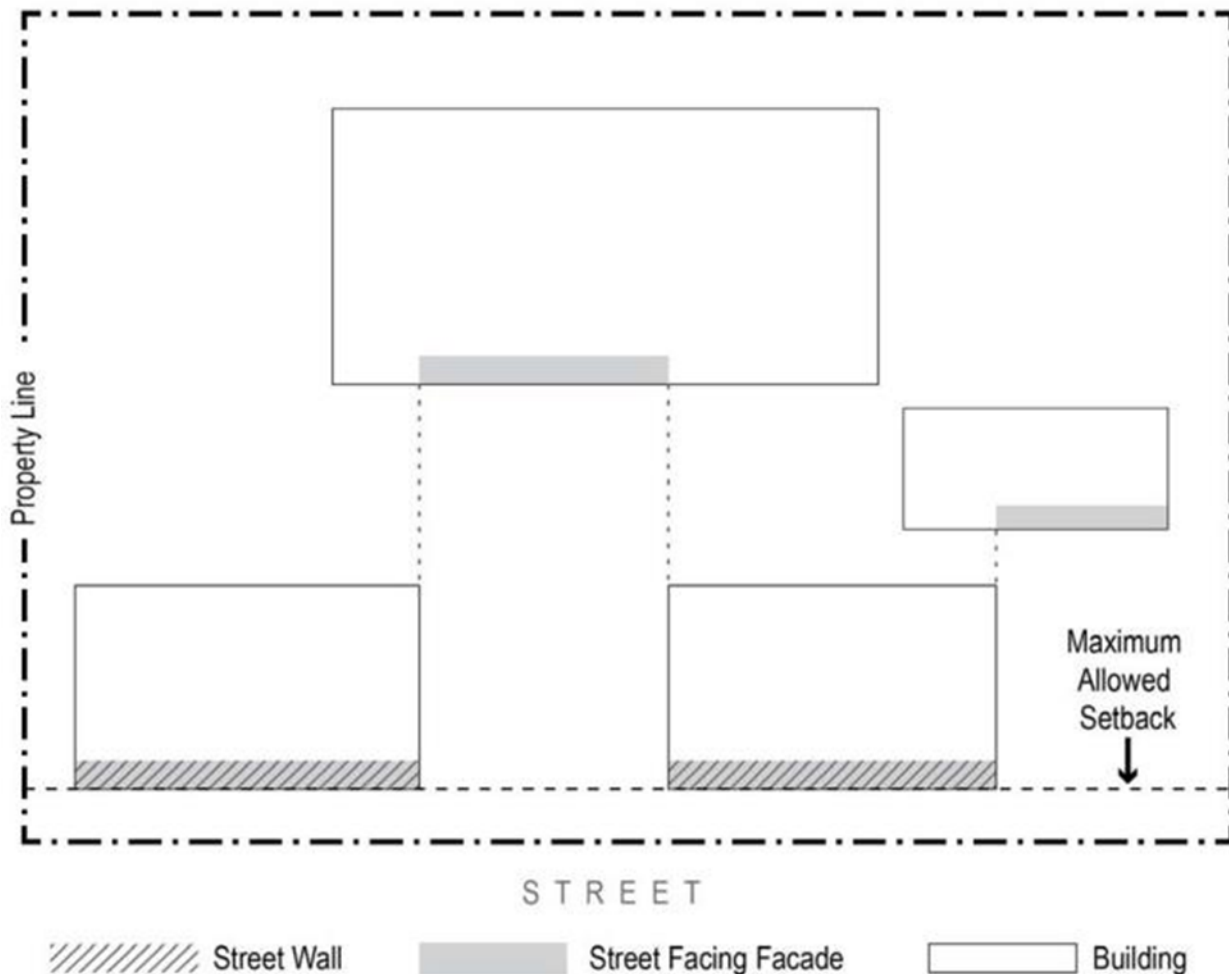 Property Line
Maximum
Allowed
Setback
STREET
Street Wall
Street Facing Facade
Building